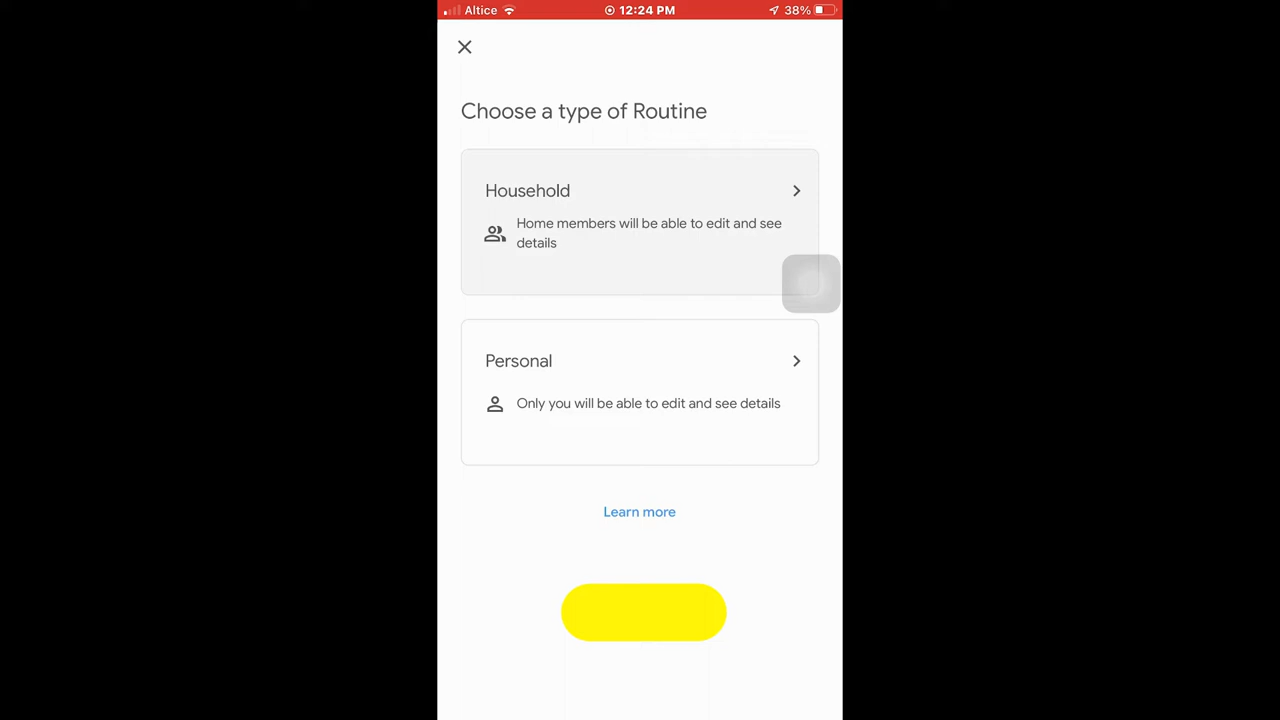 Altice 12:24 PM 38%
Choose a type of Routine
Household
Home members will be able to edit and see
details
Personal
Only you will be able to edit and see details
Learn more